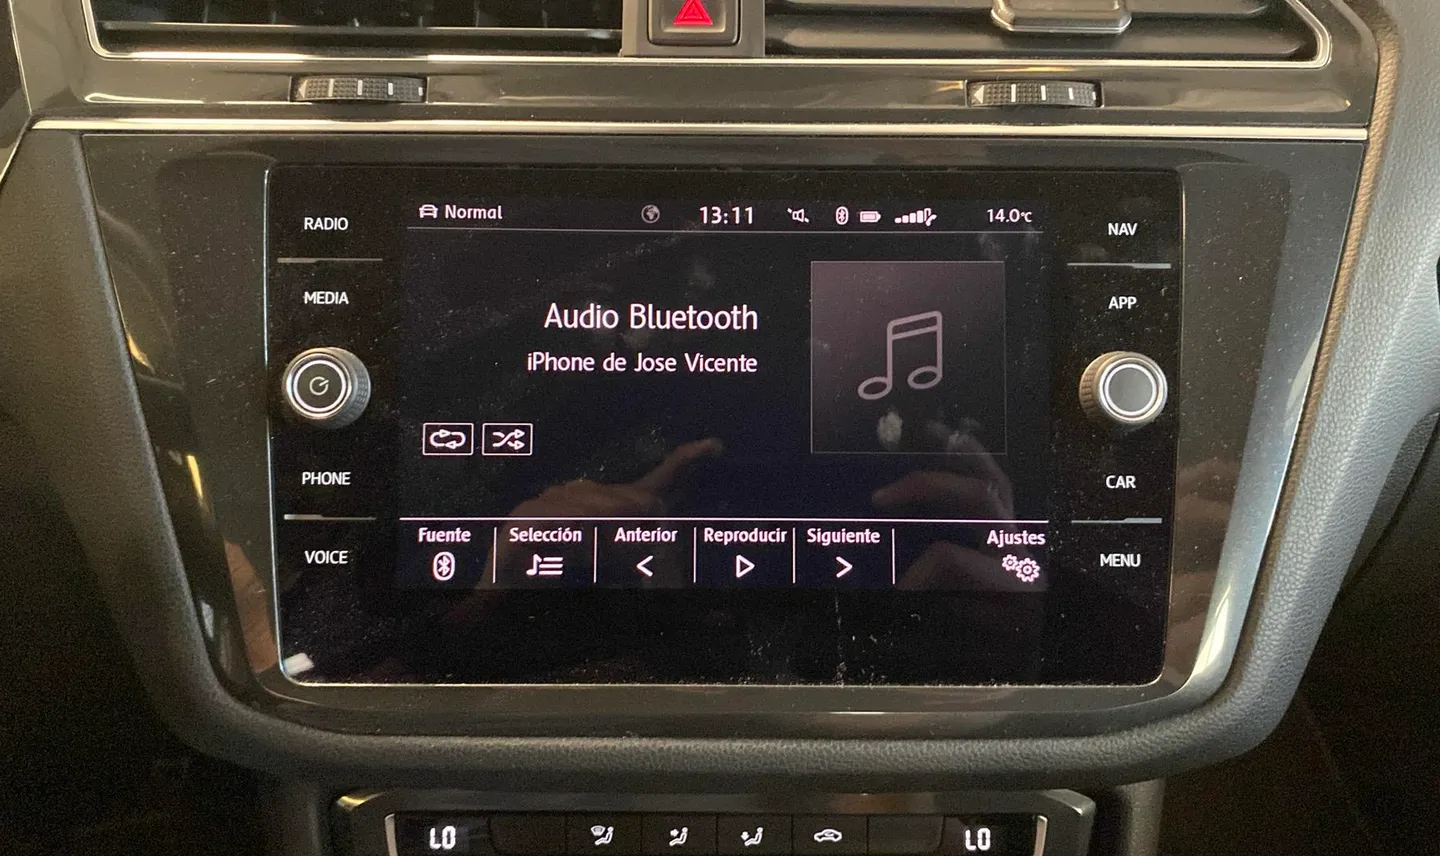 Normal
13:11
14.0°C
RADIO
MEDIA
PHONE
VOICE
Audio Bluetooth
iPhone de Jose Vicente
NAV
APP
CAR
MENU
Fuente
Selección
Anterior
Reproducir
Siguiente
Ajustes
LO
LO